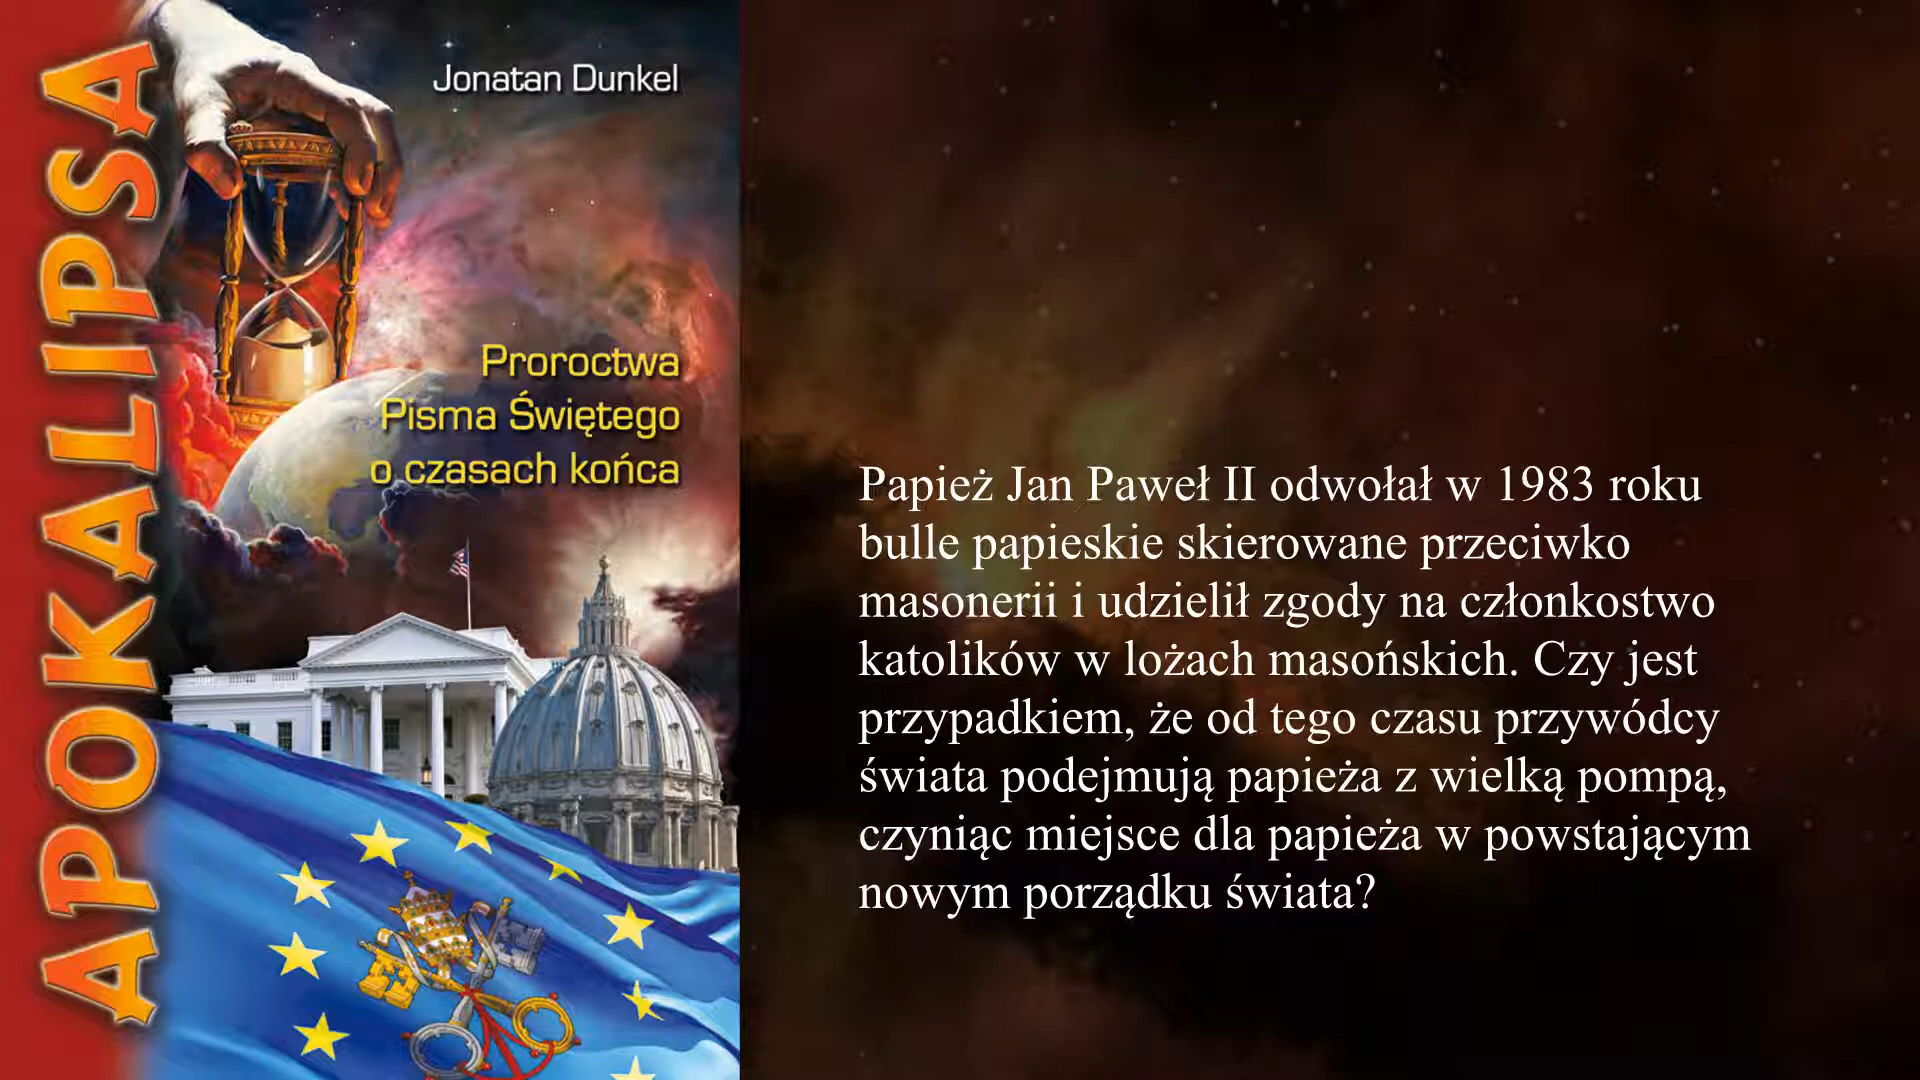 APOKALIPSA
Jonatan Dunkel
Proroctwa
Pisma Świętego
o czasach końca
Papież Jan Paweł II odwołał w 1983 roku
bulle papieskie skierowane przeciwko
masonerii i udzielił zgody na członkostwo
katolików w lożach masońskich. Czy jest
przypadkiem, że od tego czasu przywódcy
świata podejmują papieża z wielką pompą,
czyniąc miejsce dla papieża w powstającym
nowym porządku świata?